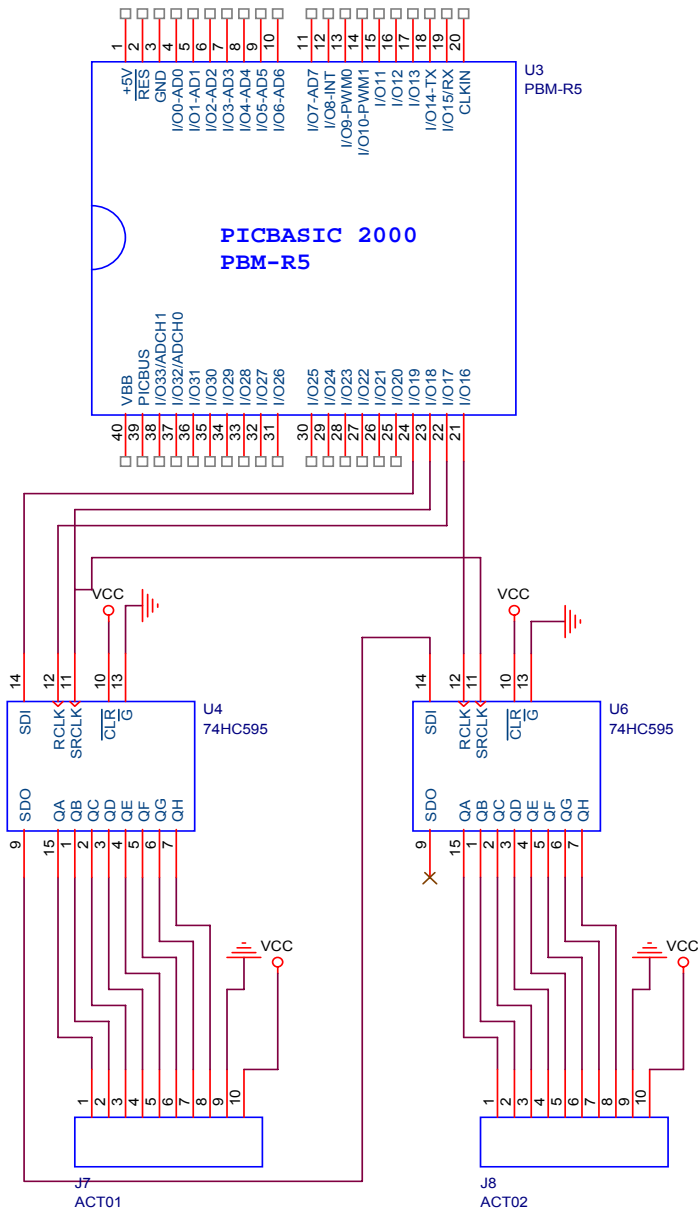 1 2 3 4 5 6 7 8 9 10 11 12 13 14 15 16 17 18 19 20
+5V RES GND I/O0-AD0 I/O1-AD1 I/O2-AD2 I/O3-AD3 I/O4-AD4 I/O5-AD5 I/O6-AD6 I/O7-AD7 I/O8-INT I/O9-PWM0 I/O10-PWM1 I/O11 I/O12 I/O13 I/O14-TX I/O15/RX CLKIN
U3
PBM-R5
PICBASIC 2000
PBM-R5
VBB PICBUS I/O33/ADCH1 I/O32/ADCH0 I/O31 I/O30 I/O29 I/O28 I/O27 I/O26 I/O25 I/O24 I/O23 I/O22 I/O21 I/O20 I/O19 I/O18 I/O17 I/O16
40 39 38 37 36 35 34 33 32 31 30 29 28 27 26 25 24 23 22 21
VCC VCC
14 12 11 10 13 14 12 11 10 13
SDI RCLK SRCLK CLR G
U4
74HC595
SDI RCLK SRCLK CLR G
U6
74HC595
SDO QA QB QC QD QE QF QG QH SDO QA QB QC QD QE QF QG QH
9 15 1 2 3 4 5 6 7 9 15 1 2 3 4 5 6 7
VCC VCC
1 2 3 4 5 6 7 8 9 10 1 2 3 4 5 6 7 8 9 10
J7
ACT01
J8
ACT02